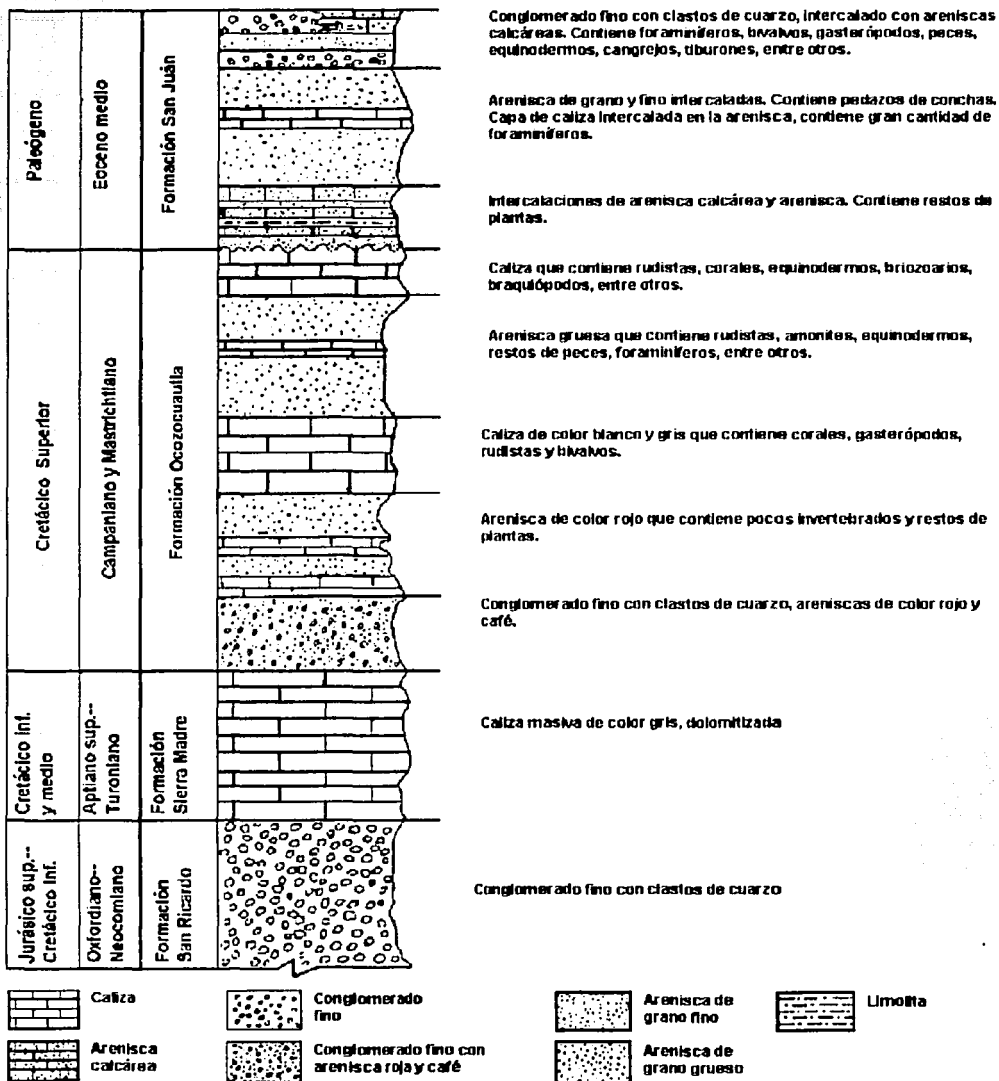 Conglomerado fino con clastos de cuarzo, intercalado con areniscas
calcáreas. Contiene foraminíferos, bivalvos, gasterópodos, peces,
equinodermos, cangrejos, tiburones, entre otros.
Arenisca de grano y fino intercaladas. Contiene pedazos de conchas.
Capa de caliza intercalada en la arenisca, contiene gran cantidad de
foraminíferos.
Intercalaciones de arenisca calcárea y arenisca. Contiene restos de
plantas.
Paleógeno
Eoceno medio
Formación San Juán
Caliza que contiene rudistas, corales, equinodermos, briozoarios,
braquiópodos, entre otros.
Arenisca gruesa que contiene rudistas, amonites, equinodermos,
restos de peces, foraminíferos, entre otros.
Caliza de color blanco y gris que contiene corales, gasterópodos,
rudistas y bivalvos.
Arenisca de color rojo que contiene pocos invertebrados y restos de
plantas.
Conglomerado fino con clastos de cuarzo, areniscas de color rojo y
café.
Cretácico Superior
Campaniano y Mastrichtiano
Formación Ocozocuautla
Cretácico Inf.
y medio
Aptiano sup.--
Turoniano
Formación
Sierra Madre
Caliza masiva de color gris, dolomitizada
Jurásico sup.--
Cretácico Inf.
Oxfordiano--
Neocomiano
Formación
San Ricardo
Conglomerado fino con clastos de cuarzo
Caliza
Arenisca
calcárea
Conglomerado
fino
Conglomerado fino con
arenisca roja y café
Arenisca de
grano fino
Arenisca de
grano grueso
Limolita